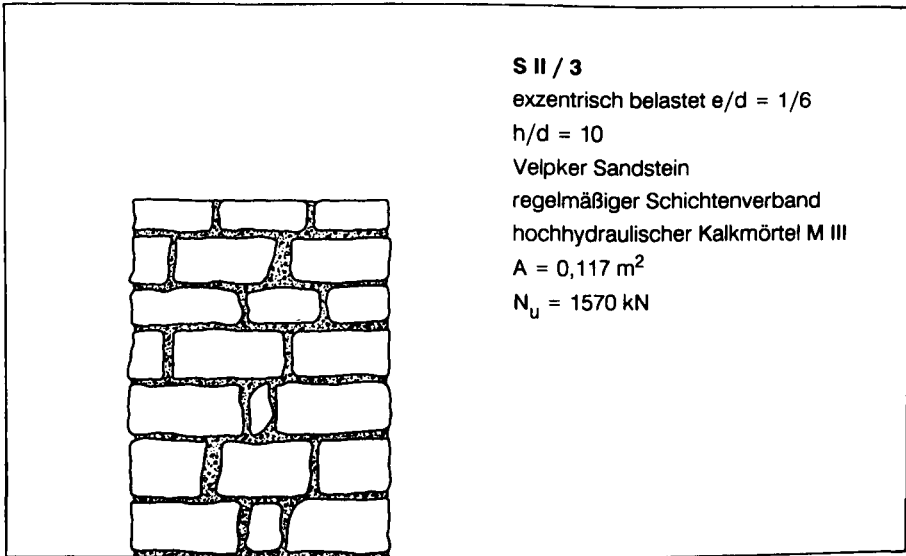 S II / 3
exzentrisch belastet e/d = 1/6
h/d = 10
Velpker Sandstein
regelmäßiger Schichtenverband
hochhydraulischer Kalkmörtel M III
A = 0,117 m²
Nᵤ = 1570 kN